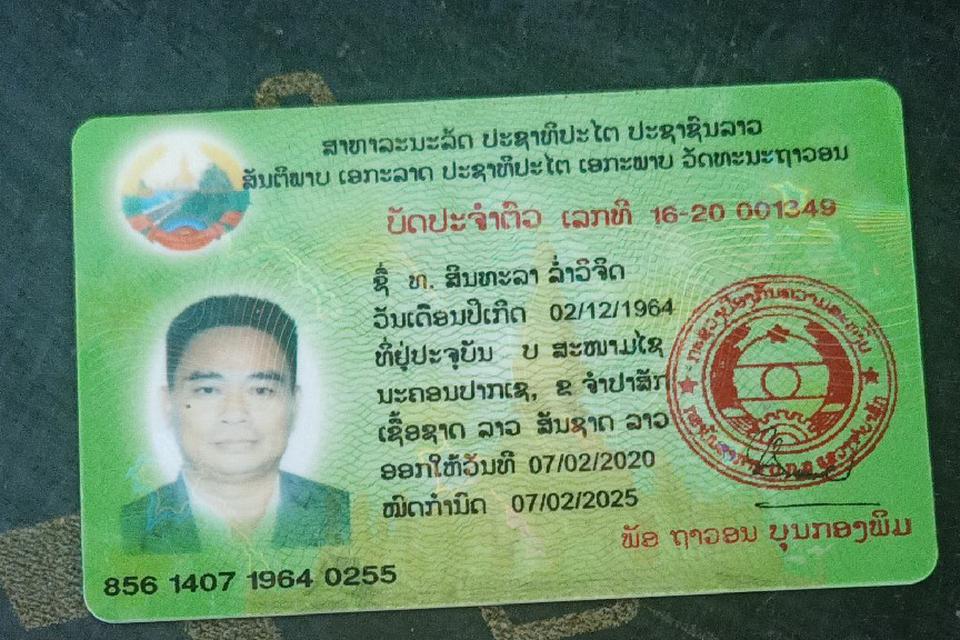 ສາທາລະນະລັດ ປະຊາທິປະໄຕ ປະຊາຊົນລາວ
ສັນຕິພາບ ເອກະລາດ ປະຊາທິປະໄຕ ເອກະພາບ ວັດທະນະຖາວອນ
ບັດປະຈຳຕົວ ເລກທີ 16-20 001349
ຊື່ ທ. ສິນທະລາ ລ່ຳວິຈິດ
ວັນເດືອນປີເກີດ 02/12/1964
ທີ່ຢູ່ປະຈຸບັນ ບ ສະໜາມໄຊ
ນະຄອນປາກເຊ, ຂ ຈຳປາສັກ
ເຊື້ອຊາດ ລາວ ສັນຊາດ ລາວ
ອອກໃຫ້ວັນທີ 07/02/2020
ໝົດກຳນົດ 07/02/2025
ພັອ ຖາວອນ ບຸນກອງພິມ
856 1407 1964 0255